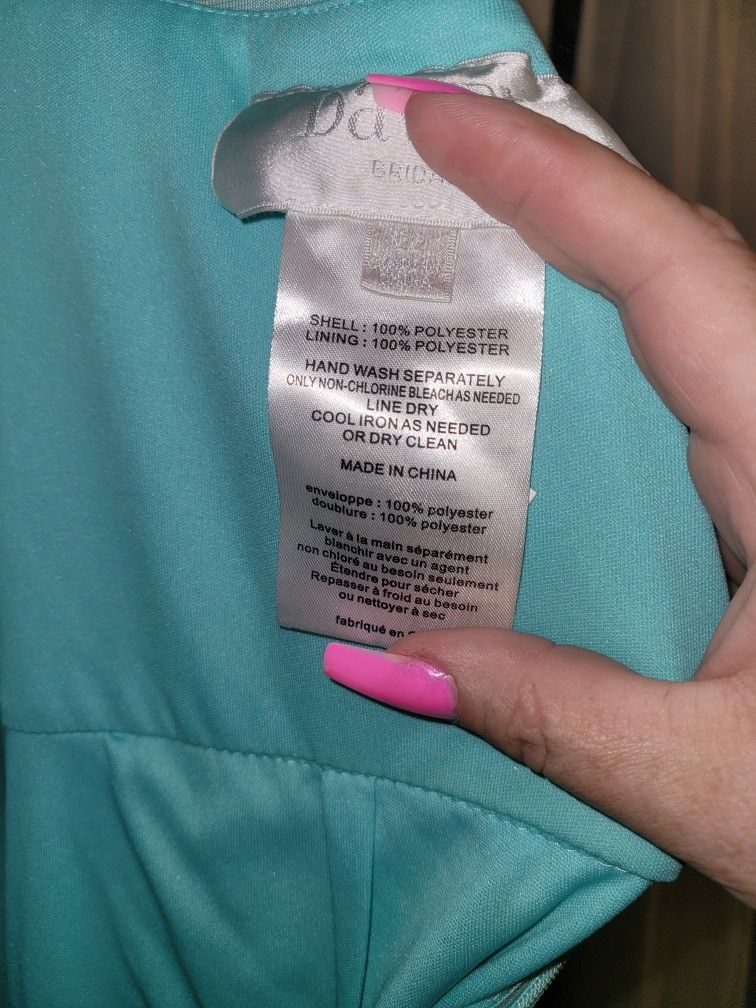 SHELL : 100% POLYESTER
LINING : 100% POLYESTER
HAND WASH SEPARATELY
ONLY NON-CHLORINE BLEACH AS NEEDED
LINE DRY
COOL IRON AS NEEDED
OR DRY CLEAN
MADE IN CHINA
enveloppe : 100% polyester
doublure : 100% polyester
Laver à la main séparément
blanchir avec un agent
non chloré au besoin seulement
Étendre pour sécher
Repasser à froid au besoin
ou nettoyer à sec
fabriqué en